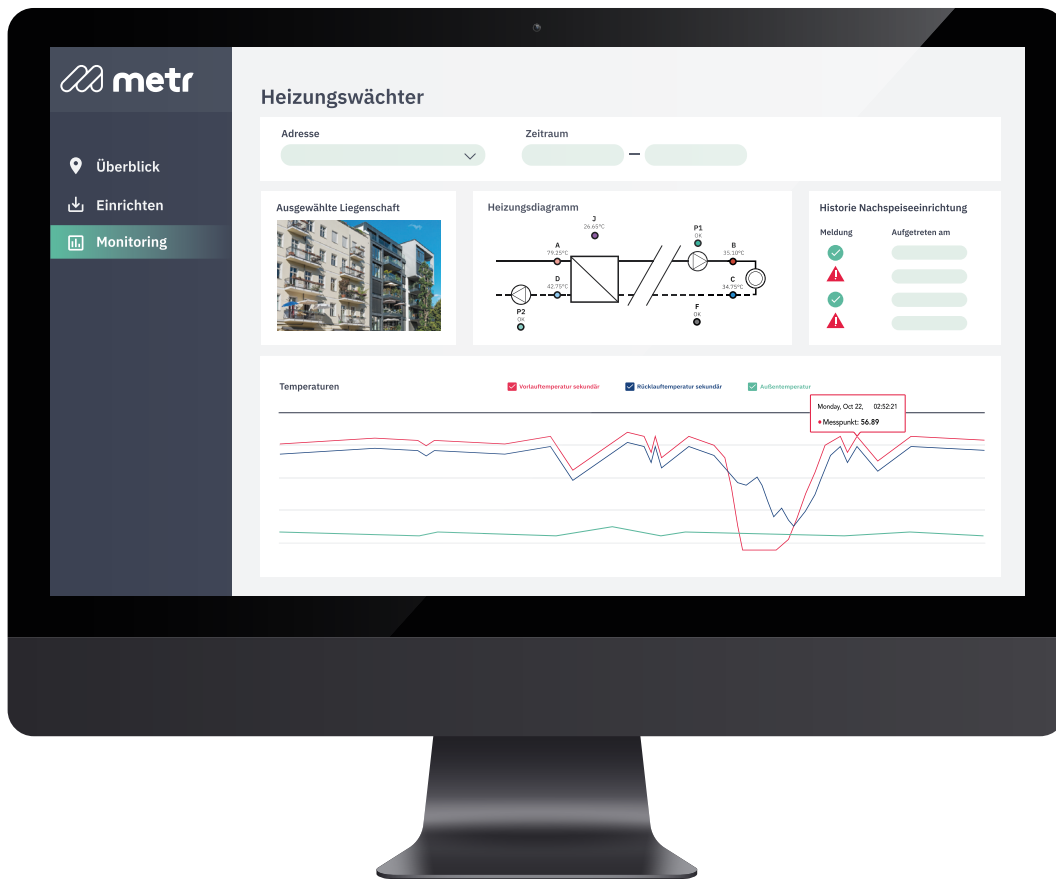 metr
Überblick
Einrichten
Monitoring
Heizungswächter
Adresse
Zeitraum
Ausgewählte Liegenschaft
Heizungsdiagramm
J
26,65°C
A
79,25°C
D
42,75°C
P2
OK
P1
OK
B
35,10°C
C
34,75°C
F
OK
Historie Nachspeiseeinrichtung
Meldung
Aufgetreten am
Temperaturen
Vorlauftemperatur sekundär
Rücklauftemperatur sekundär
Außentemperatur
Monday, Oct 22, 02:52:21
Messpunkt: 56.89